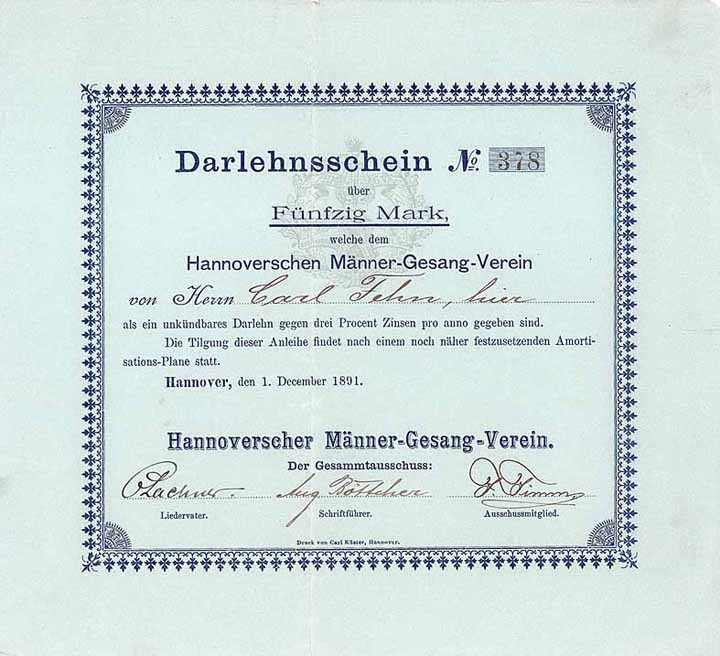 Darlehnsschein No. 378
über
Fünfzig Mark,
welche dem
Hannoverschen Männer-Gesang-Verein
von Herrn Carl Fehn, hier
als ein unkündbares Darlehn gegen drei Procent Zinsen pro anno gegeben sind.
Die Tilgung dieser Anleihe findet nach einem noch näher festzusetzenden Amorti-
sations-Plane statt.
Hannover, den 1. December 1891.
Hannoverscher Männer-Gesang-Verein.
Der Gesammtausschuss:
Lachner. Aug Böttcher
Liedervater. Schriftführer. Ausschussmitglied.
Druck von Carl Küster, Hannover.